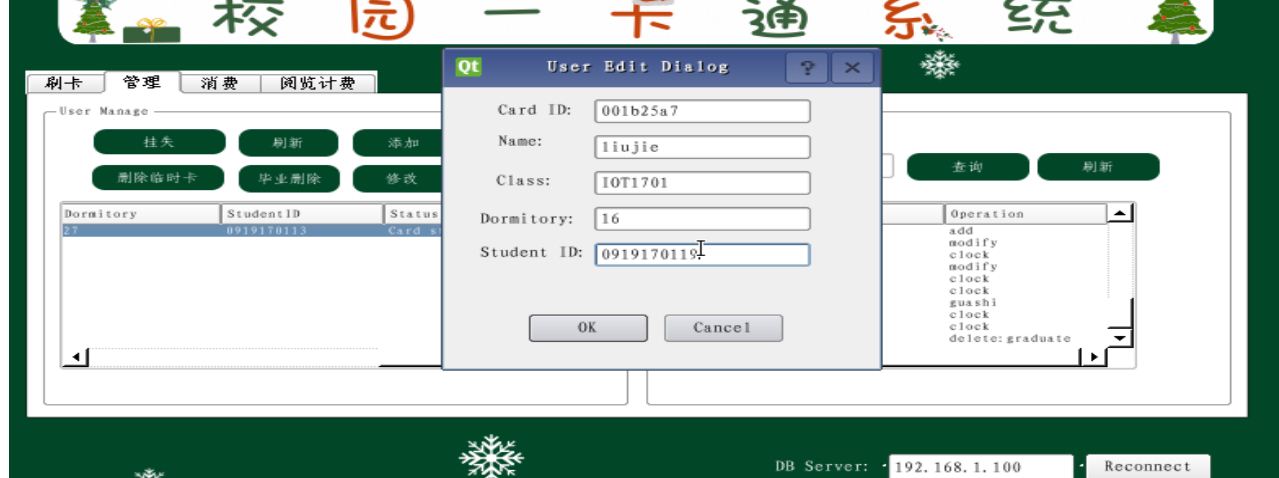 校园一卡通系统
Qt User Edit Dialog ? ×
刷卡 管理 消费 阅览计费
User Manage
Card ID: 001b25a7
挂失 刷新 添加
Name: liujie
查询 刷新
删除临时卡 毕业删除 修改
Class: IOT1701
Dormitory StudentID Status
Dormitory: 16
Operation
27 0919170113 Card s
add
modify
Student ID: 0919170119
clock
modify
clock
clock
guashi
clock
clock
OK Cancel
delete:graduate
DB Server: 192.168.1.100 Reconnect